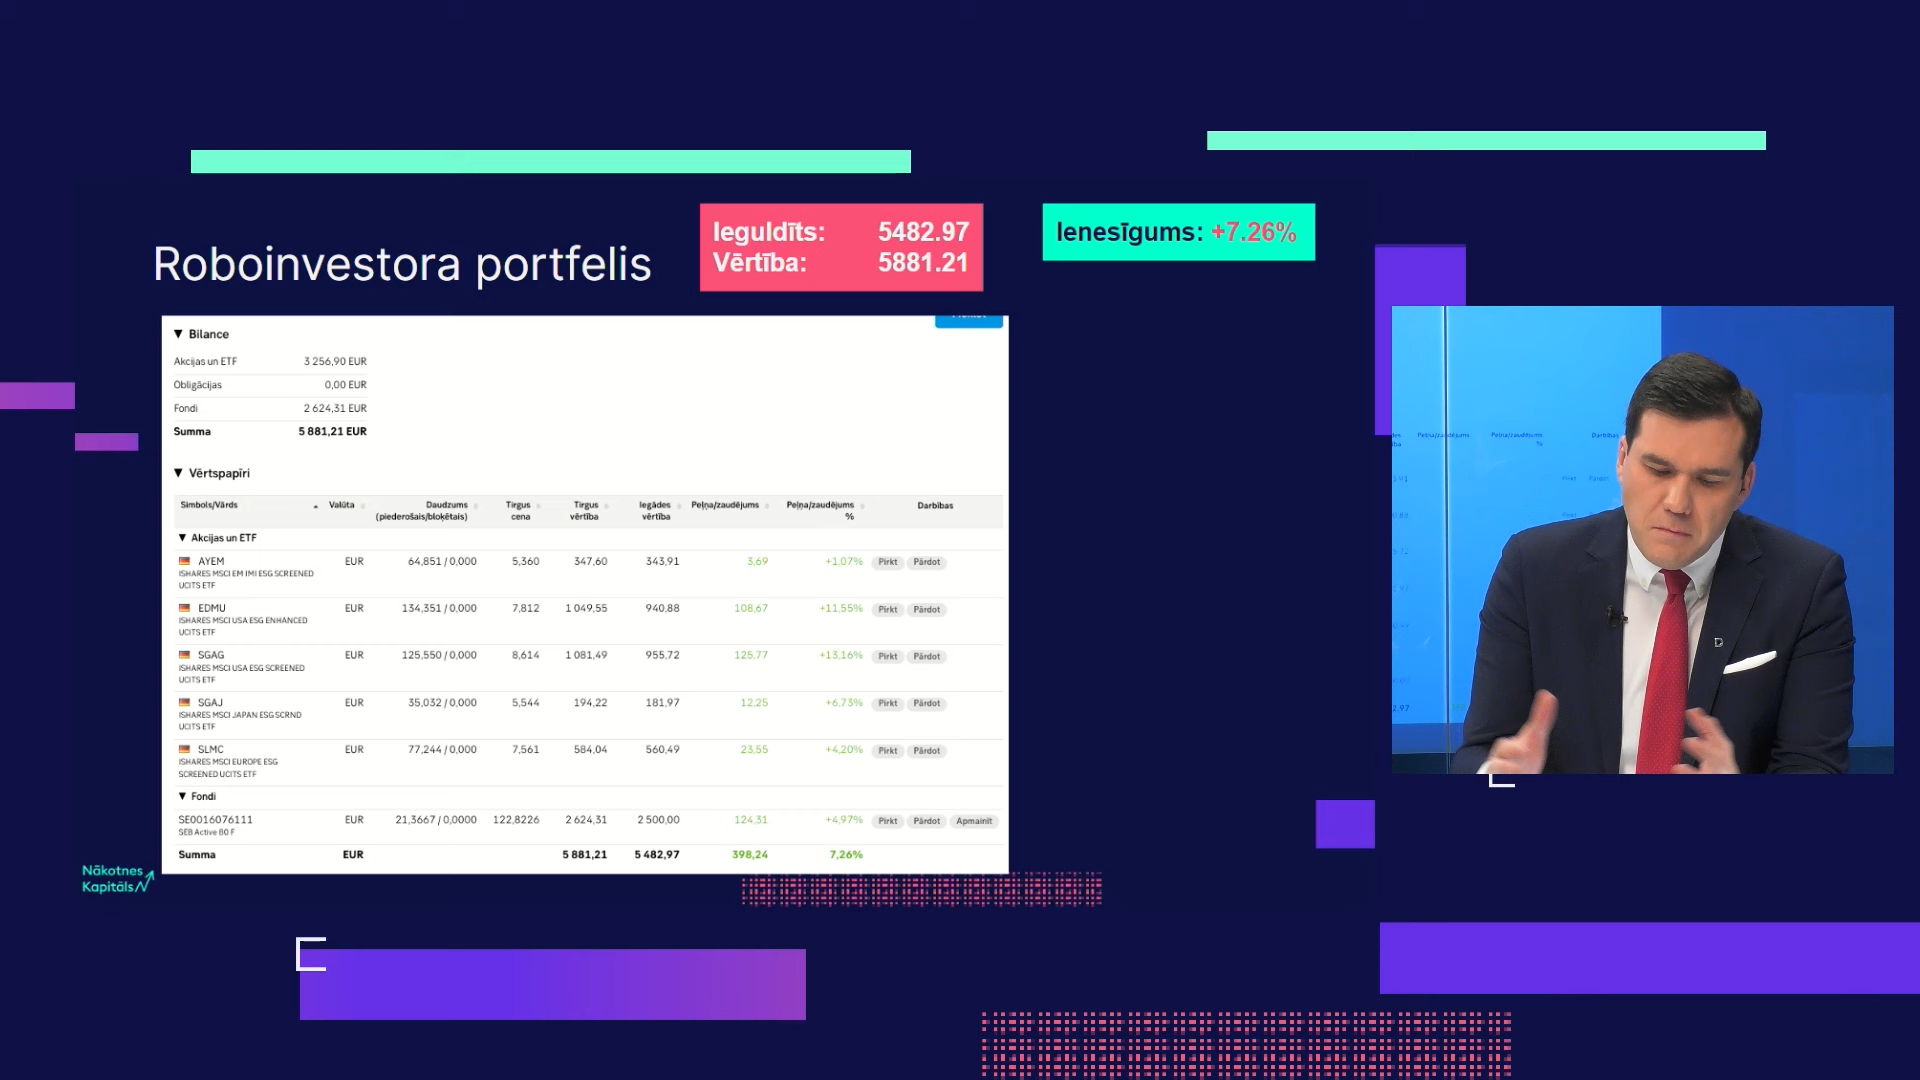 Ieguldīts: 5482.97
Vērtība: 5881.21
Ienesīgums: +7.26%
Roboinvestora portfelis
▼ Bilance
Akcijas un ETF 3 256,90 EUR
Obligācijas 0,00 EUR
Fondi 2 624,31 EUR
Summa 5 881,21 EUR
▼ Vērtspapīri
Simbols/Vārds Valūta Daudzums Tirgus Tirgus Iegādes Peļņa/zaudējums Peļņa/zaudējums Darbības
(piederošais/bloķētais) cena vērtība vērtība %
▼ Akcijas un ETF
AYEM EUR 64,851 / 0,000 5,360 347,60 343,91 3,69 +1,07% Pirkt Pārdot
ISHARES MSCI EM IMI ESG SCREENED
UCITS ETF
EDMU EUR 134,351 / 0,000 7,812 1 049,55 940,88 108,67 +11,55% Pirkt Pārdot
ISHARES MSCI USA ESG ENHANCED
UCITS ETF
SGAG EUR 125,550 / 0,000 8,614 1 081,49 955,72 125,77 +13,16% Pirkt Pārdot
ISHARES MSCI USA ESG SCREENED
UCITS ETF
SGAJ EUR 35,032 / 0,000 5,544 194,22 181,97 12,25 +6,73% Pirkt Pārdot
ISHARES MSCI JAPAN ESG SCRND
UCITS ETF
SLMC EUR 77,244 / 0,000 7,561 584,04 560,49 23,55 +4,20% Pirkt Pārdot
ISHARES MSCI EUROPE ESG
SCREENED UCITS ETF
▼ Fondi
SE0016076111 EUR 21,3667 / 0,0000 122,8226 2 624,31 2 500,00 124,31 +4,97% Pirkt Pārdot Apmainīt
SEB Active 80 F
Summa EUR 5 881,21 5 482,97 398,24 7,26%
Nākotnes
Kapitāls
Peļņa/zaudējums Peļņa/zaudējums Darbības
%
Pirkt Pārdot